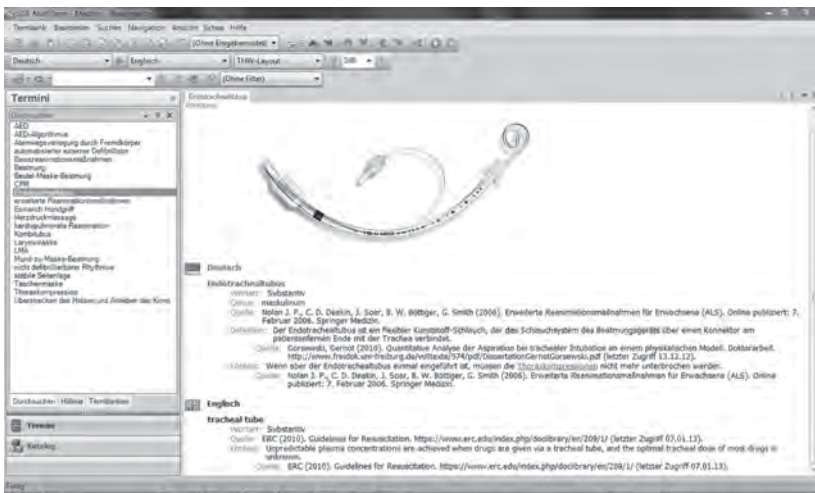 Termbank Bearbeiten Suchen Navigation Ansicht Extras Hilfe
(Ohne Eingabemodell)
Deutsch Englisch THW-Layout
(Ohne Filter)
Termini
Endotrachealtubus
AED
AED-Algorithmus
Atemwegsverlegung durch Fremdkörper
automatisierter externer Defibrillator
Basisreanimationsmaßnahmen
Beatmung
Beutel-Maske-Beatmung
CPR
erweiterte Reanimationsmaßnahmen
Esmarch Handgriff
Herzdruckmassage
kardiopulmonale Reanimation
Kombitubus
Larynxmaske
LMA
Mund-zu-Maske-Beatmung
nicht defibrillierbarer Rhythmus
stabile Seitenlage
Taschenmaske
Thoraxkompression
Überstrecken des Halses und Anheben des Kinns
Durchsuchen Hitliste Termbanken
Termini
Katalog
Deutsch
Endotrachealtubus
Wortart: Substantiv
Genus: maskulinum
Quelle: Nolan J. P., C. D. Deakin, J. Soar, B. W. Böttiger, G. Smith (2006). Erweiterte Reanimationsmaßnahmen für Erwachsene (ALS). Online publiziert: 7.
Februar 2006. Springer Medizin.
Definition: Der Endotrachealtubus ist ein flexibler Kunststoff-Schlauch, der das Schlauchsystem des Beatmungsgeräts über einen Konnektor am
patientenfernen Ende mit der Trachea verbindet.
Quelle: Gorsewski, Gernot (2010). Quantitative Analyse der Aspiration bei trachealer Intubation an einem physikalischen Modell. Doktorarbeit.
http://www.freidok.uni-freiburg.de/volltexte/574/pdf/DissertationGernotGorsewski.pdf (letzter Zugriff 13.12.12).
Kontext: Wenn aber der Endotrachealtubus einmal eingeführt ist, müssen die Thoraxkompressionen nicht mehr unterbrochen werden.
Quelle: Nolan J. P., C. D. Deakin, J. Soar, B. W. Böttiger, G. Smith (2006). Erweiterte Reanimationsmaßnahmen für Erwachsene (ALS). Online
publiziert: 7. Februar 2006. Springer Medizin.
Englisch
tracheal tube
Wortart: Substantiv
Quelle: ERC (2010). Guidelines for Resuscitation. https://www.erc.edu/index.php/doclibrary/en/209/1/ (letzter Zugriff 07.01.13).
Kontext: Unpredictable plasma concentrations are achieved when drugs are given via a tracheal tube, and the optimal tracheal dose of most drugs is
unknown.
Quelle: ERC (2010). Guidelines for Resuscitation. https://www.erc.edu/index.php/doclibrary/en/209/1/ (letzter Zugriff 07.01.13).